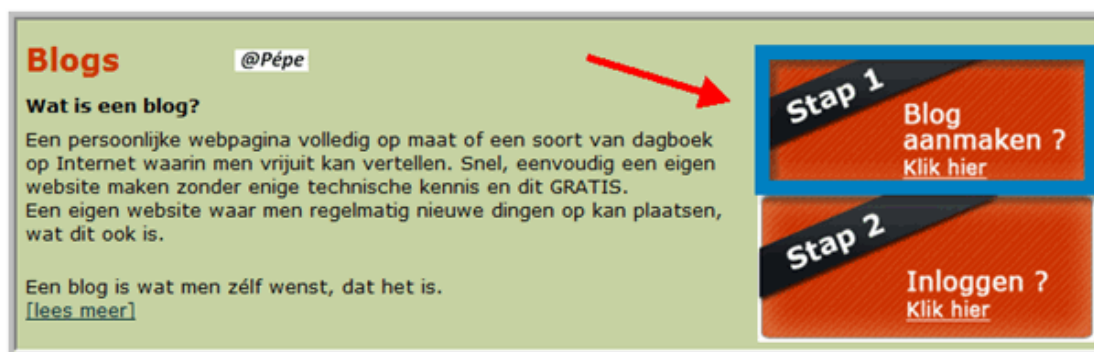 Blogs
@Pépe
Wat is een blog?
Een persoonlijke webpagina volledig op maat of een soort van dagboek
op Internet waarin men vrijuit kan vertellen. Snel, eenvoudig een eigen
website maken zonder enige technische kennis en dit GRATIS.
Een eigen website waar men regelmatig nieuwe dingen op kan plaatsen,
wat dit ook is.
Een blog is wat men zélf wenst, dat het is.
[lees meer]
Stap 1
Blog
aanmaken ?
Klik hier
Stap 2
Inloggen ?
Klik hier